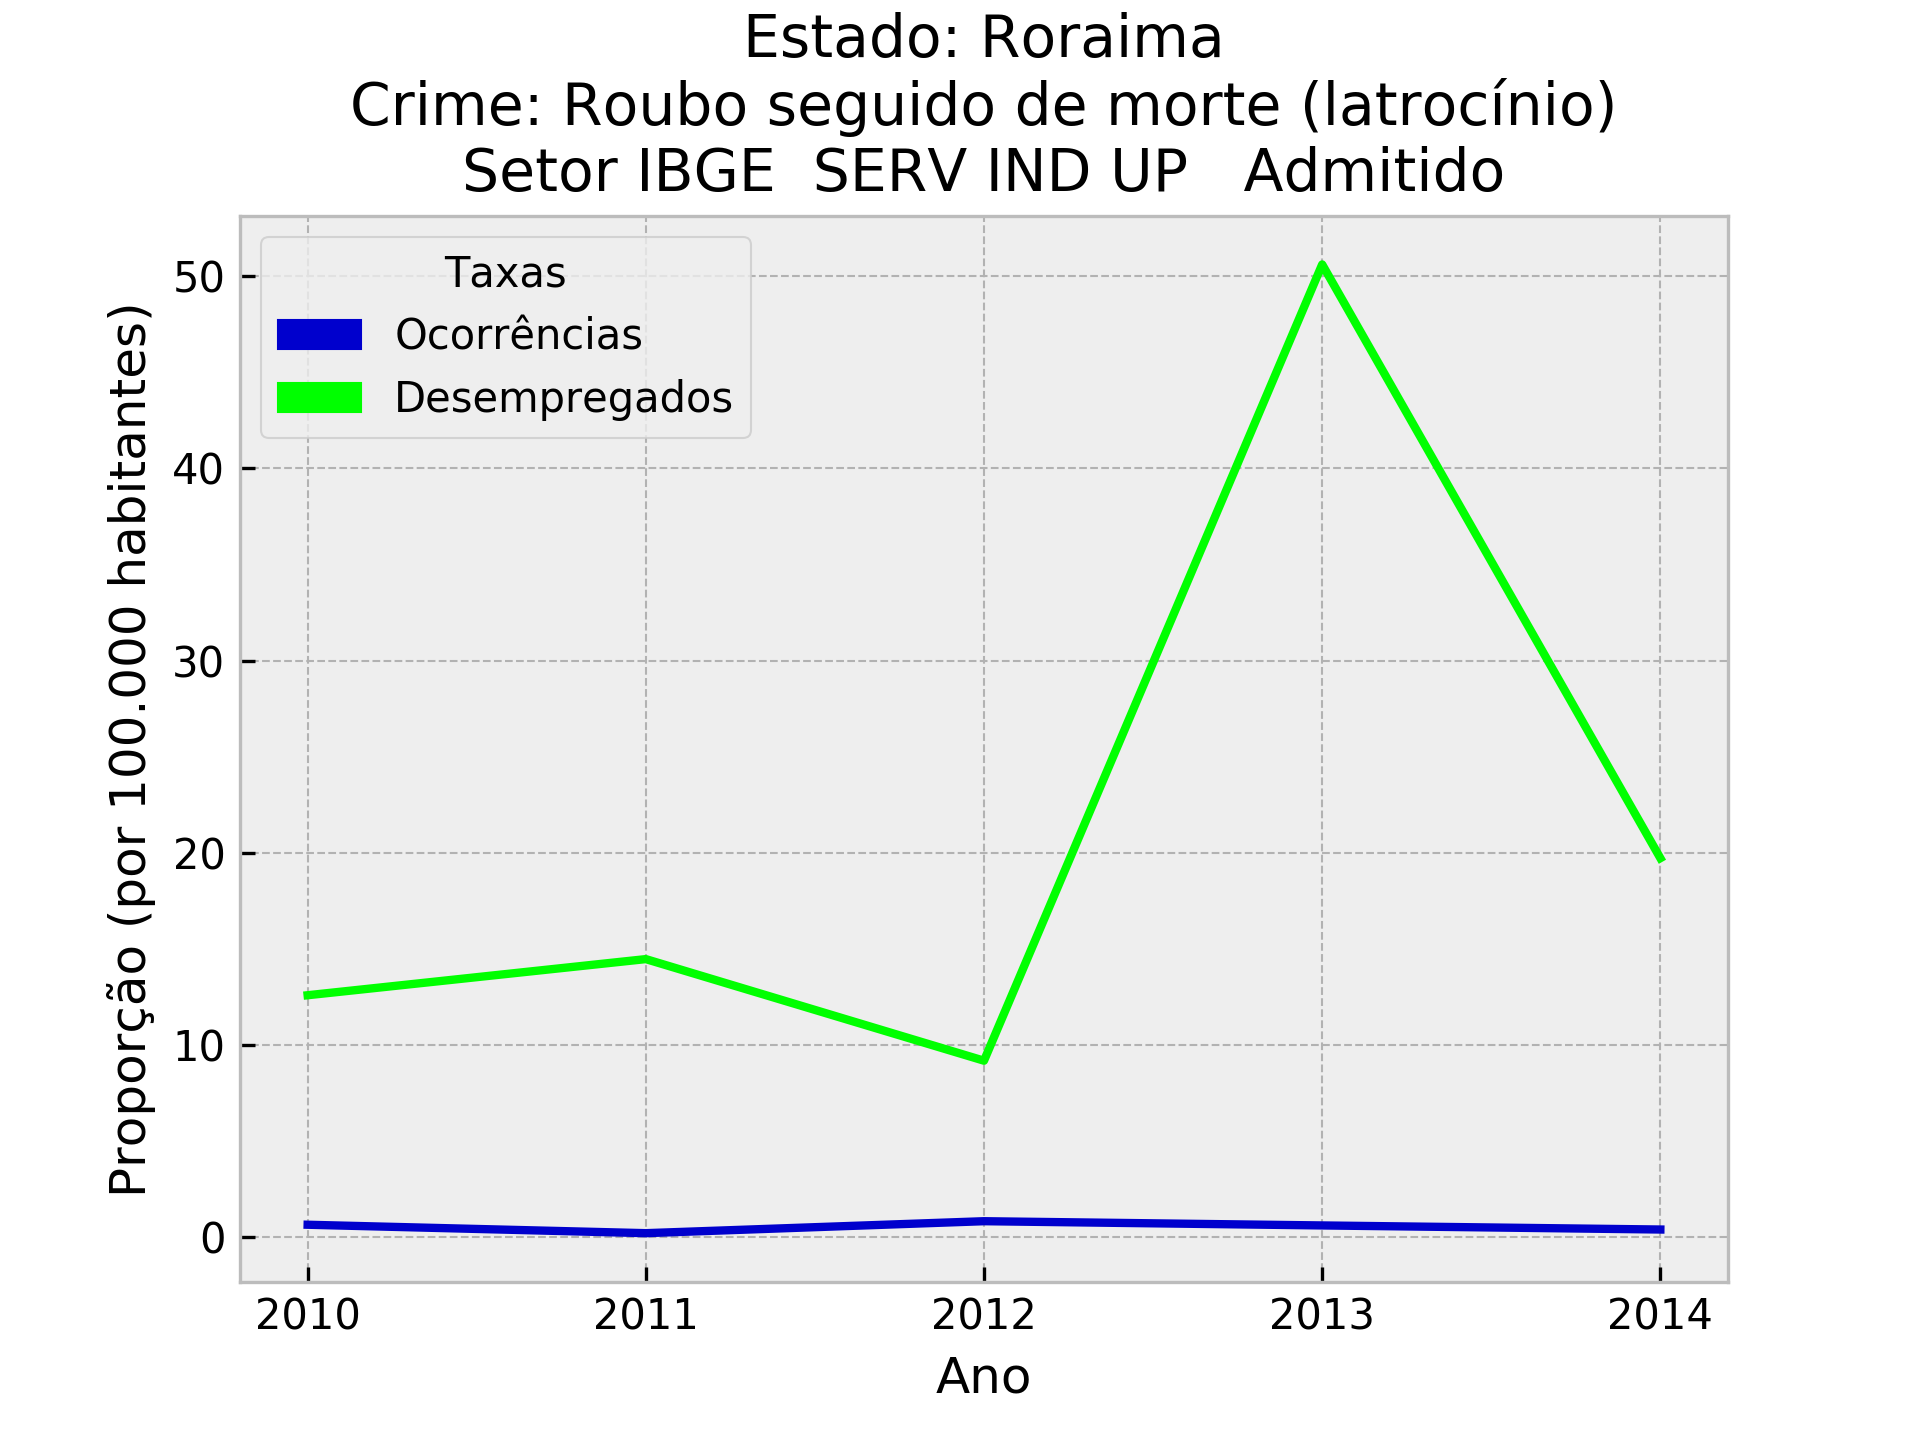 Estado: Roraima
Crime: Roubo seguido de morte (latrocínio)
Setor IBGE  SERV IND UP   Admitido
Taxas
Ocorrências
Desempregados
Proporção (por 100.000 habitantes)
50
40
30
20
10
0
2010 2011 2012 2013 2014
Ano